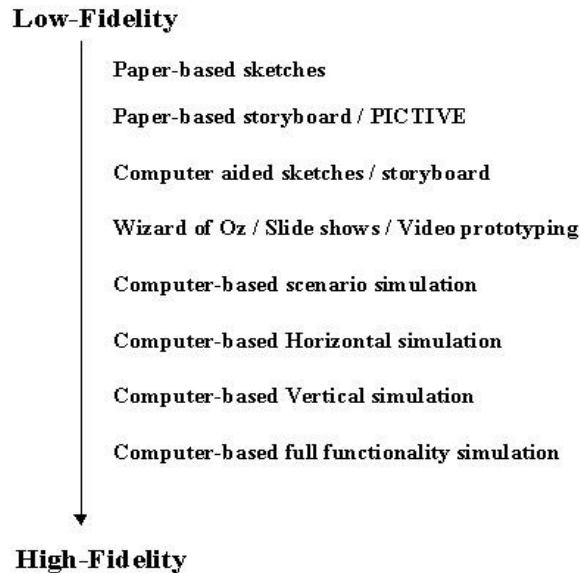 Low-Fidelity
Paper-based sketches
Paper-based storyboard / PICTIVE
Computer aided sketches / storyboard
Wizard of Oz / Slide shows / Video prototyping
Computer-based scenario simulation
Computer-based Horizontal simulation
Computer-based Vertical simulation
Computer-based full functionality simulation
High-Fidelity